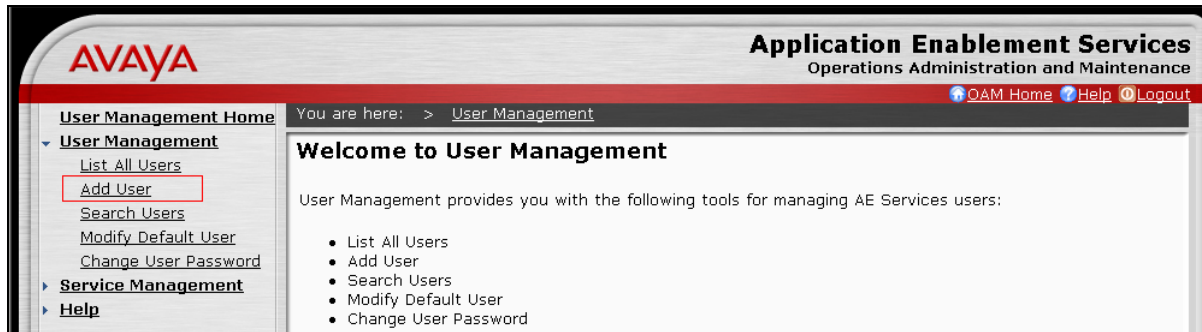 AVAYA
Application Enablement Services
Operations Administration and Maintenance
OAM Home Help Logout
User Management Home
You are here: > User Management
User Management
List All Users
Add User
Search Users
Modify Default User
Change User Password
Service Management
Help
Welcome to User Management
User Management provides you with the following tools for managing AE Services users:
• List All Users
• Add User
• Search Users
• Modify Default User
• Change User Password